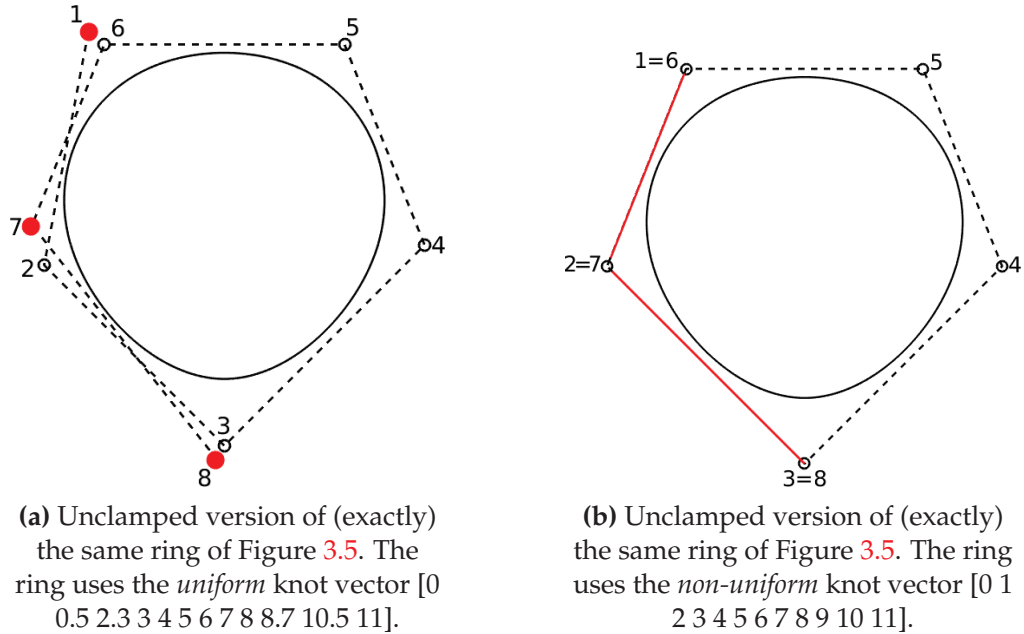 1
6
5
7
2
4
3
8
(a) Unclamped version of (exactly)
the same ring of Figure 3.5. The
ring uses the uniform knot vector [0
0.5 2.3 3 4 5 6 7 8 8.7 10.5 11].
1=6
5
2=7
4
3=8
(b) Unclamped version of (exactly)
the same ring of Figure 3.5. The ring
uses the non-uniform knot vector [0 1
2 3 4 5 6 7 8 9 10 11].